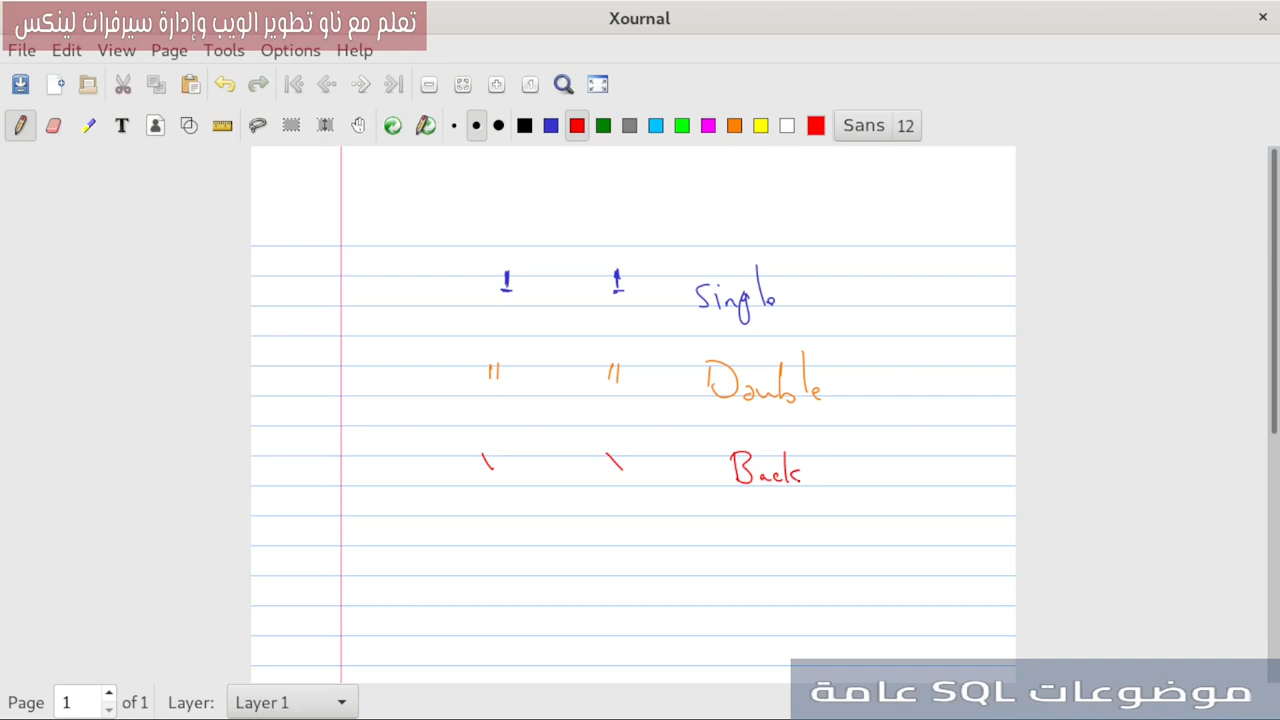 تعلم مع ناو تطوير الويب وإدارة سيرفرات لينكس
Xournal
File Edit View Page Tools Options Help
Sans 12
' ' Single
" " Double
\ \ Back
Page 1 of 1 Layer: Layer 1
موضوعات SQL عامة